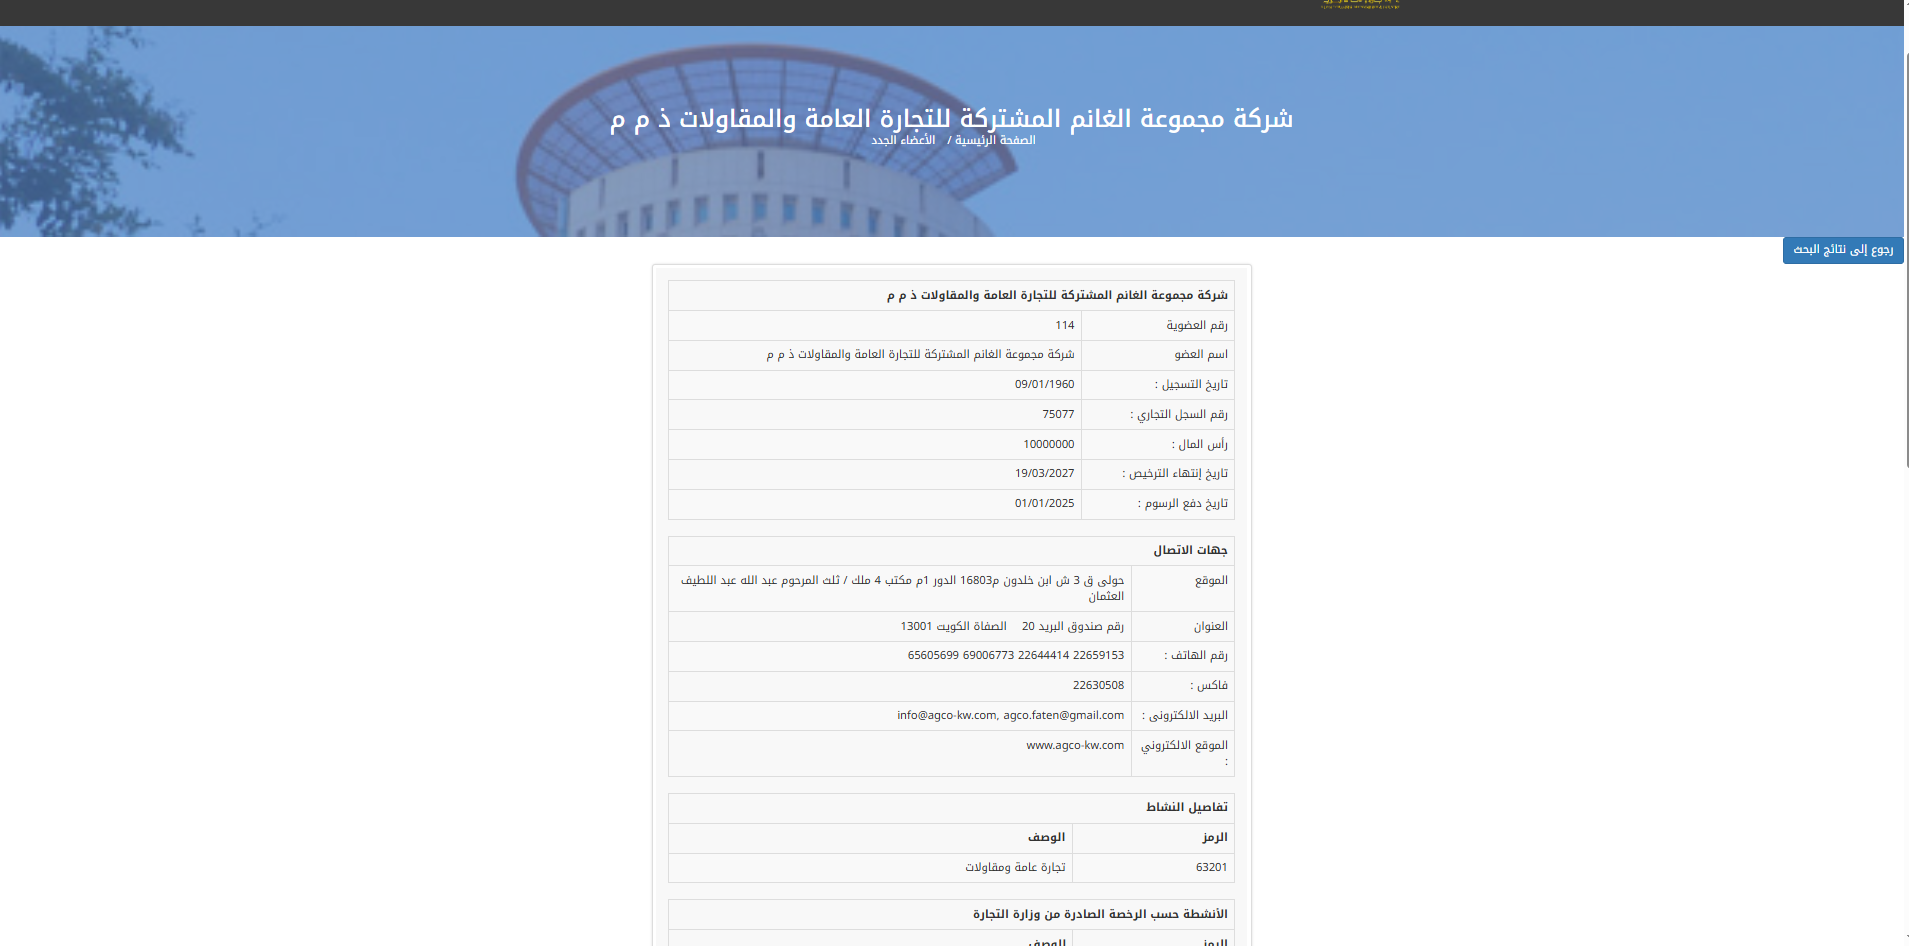 شركة مجموعة الغانم المشتركة للتجارة العامة والمقاولات ذ م م
الصفحة الرئيسية / الأعضاء الجدد
رجوع إلى نتائج البحث
شركة مجموعة الغانم المشتركة للتجارة العامة والمقاولات ذ م م
رقم العضوية 114
اسم العضو شركة مجموعة الغانم المشتركة للتجارة العامة والمقاولات ذ م م
تاريخ التسجيل : 09/01/1960
رقم السجل التجاري : 75077
رأس المال : 10000000
تاريخ إنتهاء الترخيص : 19/03/2027
تاريخ دفع الرسوم : 01/01/2025
جهات الاتصال
الموقع حولى ق 3 ش ابن خلدون م16803 الدور 1م مكتب 4 ملك / ثلث المرحوم عبد الله عبد اللطيف
العثمان
العنوان رقم صندوق البريد 20 الصفاة الكويت 13001
رقم الهاتف : 22659153 22644414 69006773 65605699
فاكس : 22630508
البريد الالكترونى : info@agco-kw.com, agco.faten@gmail.com
الموقع الالكتروني www.agco-kw.com
:
تفاصيل النشاط
الرمز الوصف
63201 تجارة عامة ومقاولات
الأنشطة حسب الرخصة الصادرة من وزارة التجارة
الرمز الوصف